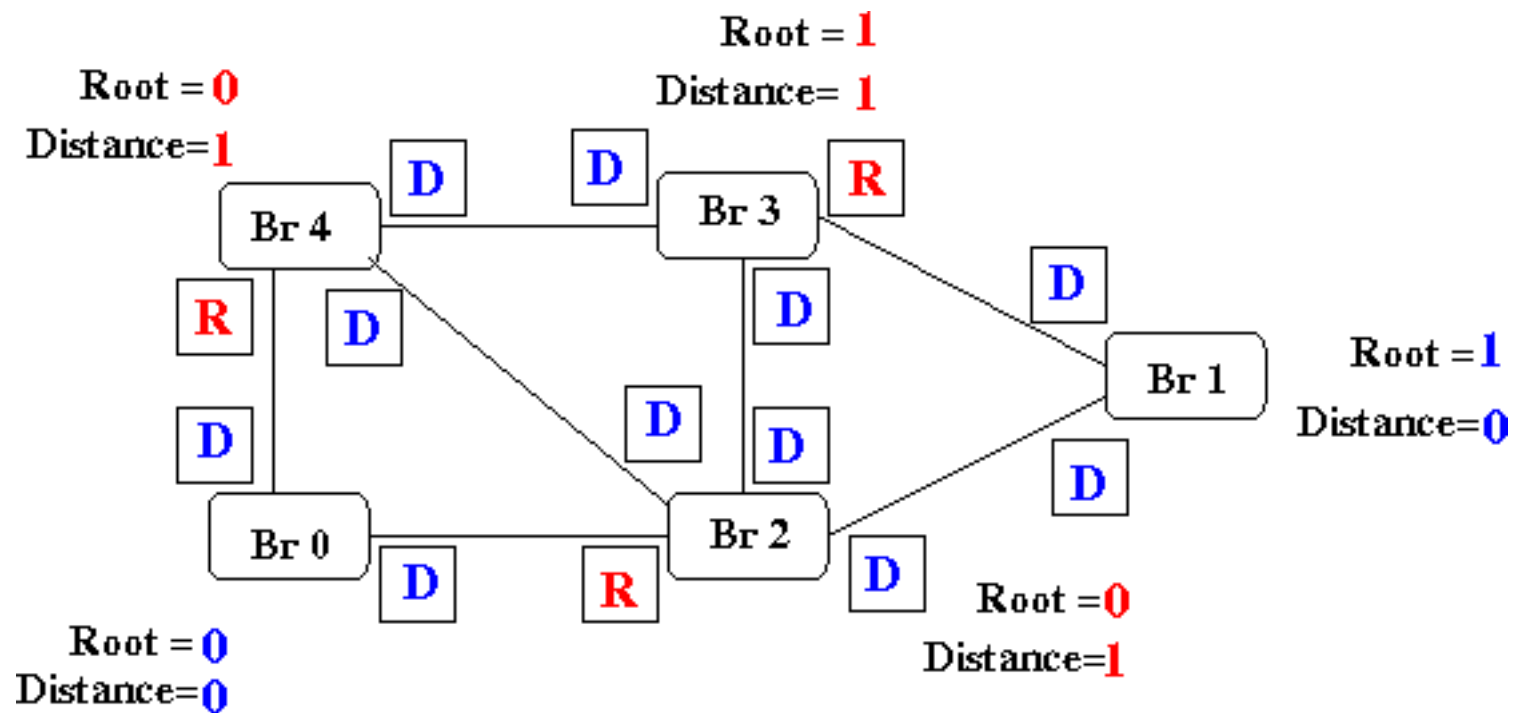 Root = 1
Distance= 1
Root = 0
Distance=1
D
D
R
Br 4
Br 3
D
R
D
D
Root =1
Br 1
Distance=0
D
D
D
D
Br 0
Br 2
D
R
D
Root =0
Distance=1
Root = 0
Distance=0